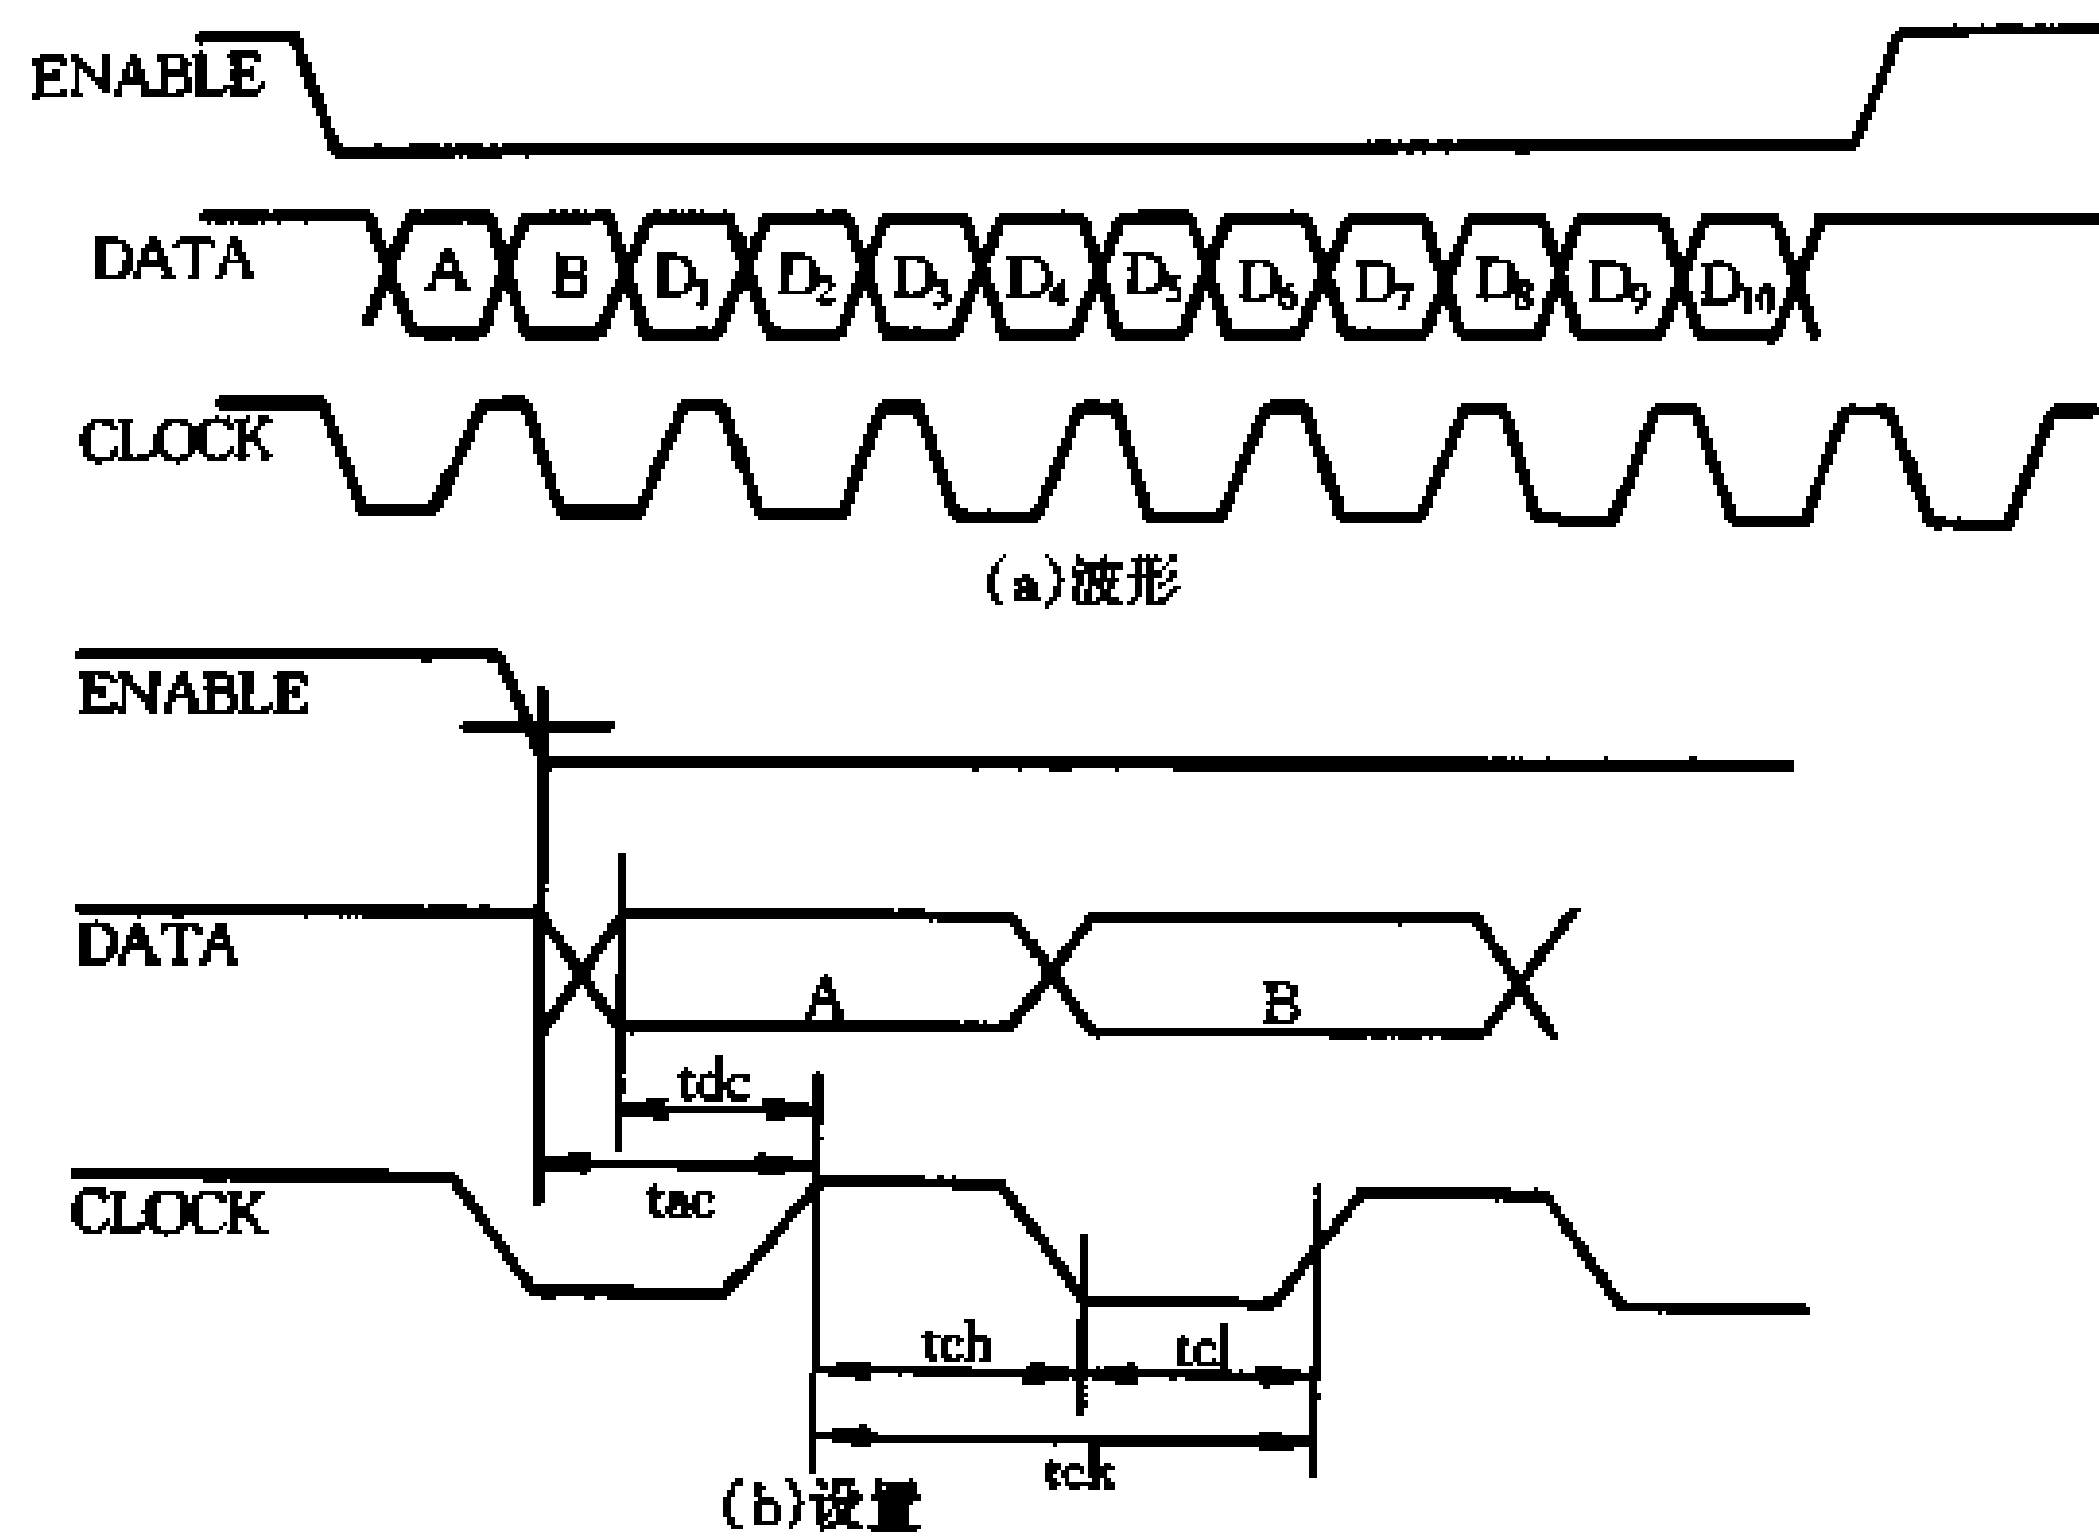 ENABLE
DATA A B D1 D2 D3 D4 D5 D6 D7 D8 D9 D10
CLOCK
(a)波形
ENABLE
DATA
A B
tdc
tac
CLOCK
tch tcl
tck
(b)设置